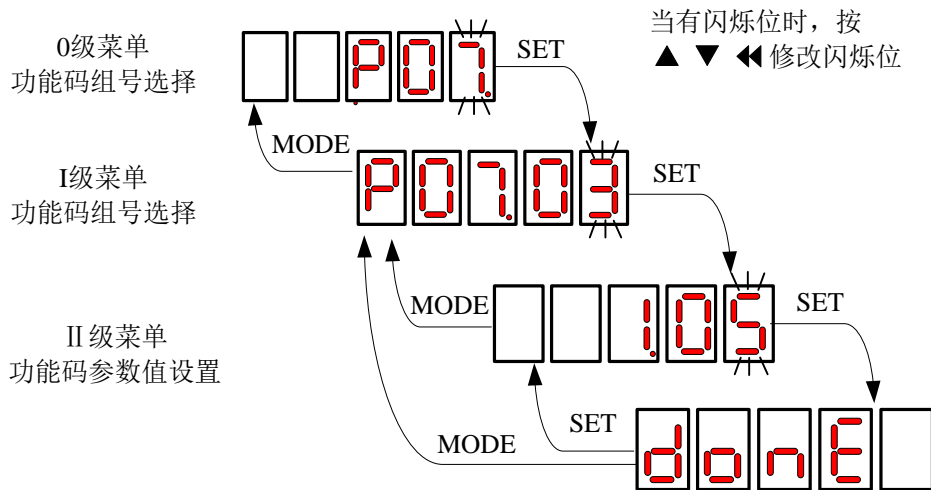 当有闪烁位时，按
▲ ▼ ◀◀ 修改闪烁位
0级菜单
功能码组号选择
P07.
SET
MODE
I级菜单
功能码组号选择
P07.03
SET
MODE
Ⅱ级菜单
功能码参数值设置
1.05
SET
SET
MODE
donE